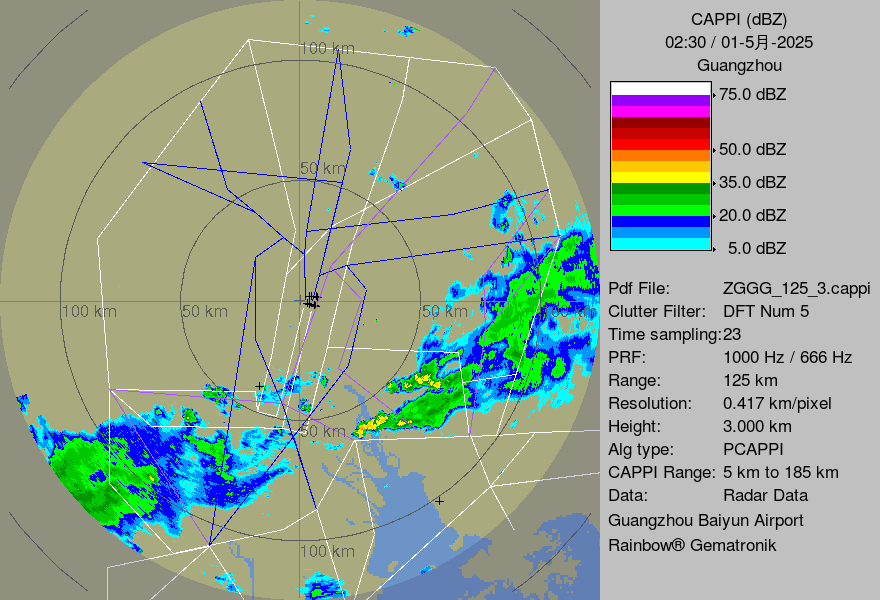 CAPPI (dBZ)
02:30 / 01-5月-2025
Guangzhou
75.0 dBZ
50.0 dBZ
35.0 dBZ
20.0 dBZ
5.0 dBZ
Pdf File: ZGGG_125_3.cappi
Clutter Filter: DFT Num 5
Time sampling:23
PRF: 1000 Hz / 666 Hz
Range: 125 km
Resolution: 0.417 km/pixel
Height: 3.000 km
Alg type: PCAPPI
CAPPI Range: 5 km to 185 km
Data: Radar Data
Guangzhou Baiyun Airport
Rainbow® Gematronik
100 km
50 km
100 km
50 km
50 km
100 km
50 km
100 km